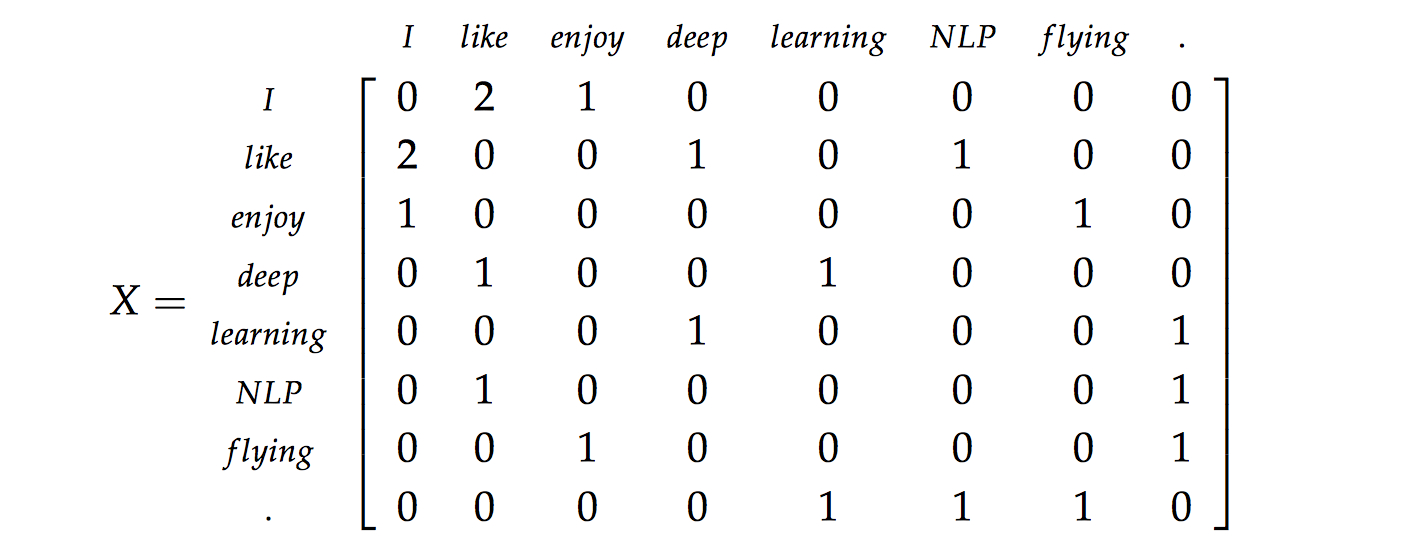 I like enjoy deep learning NLP flying .
I 0 2 1 0 0 0 0 0
like 2 0 0 1 0 1 0 0
enjoy 1 0 0 0 0 0 1 0
deep 0 1 0 0 1 0 0 0
X =
learning 0 0 0 1 0 0 0 1
NLP 0 1 0 0 0 0 0 1
flying 0 0 1 0 0 0 0 1
. 0 0 0 0 1 1 1 0